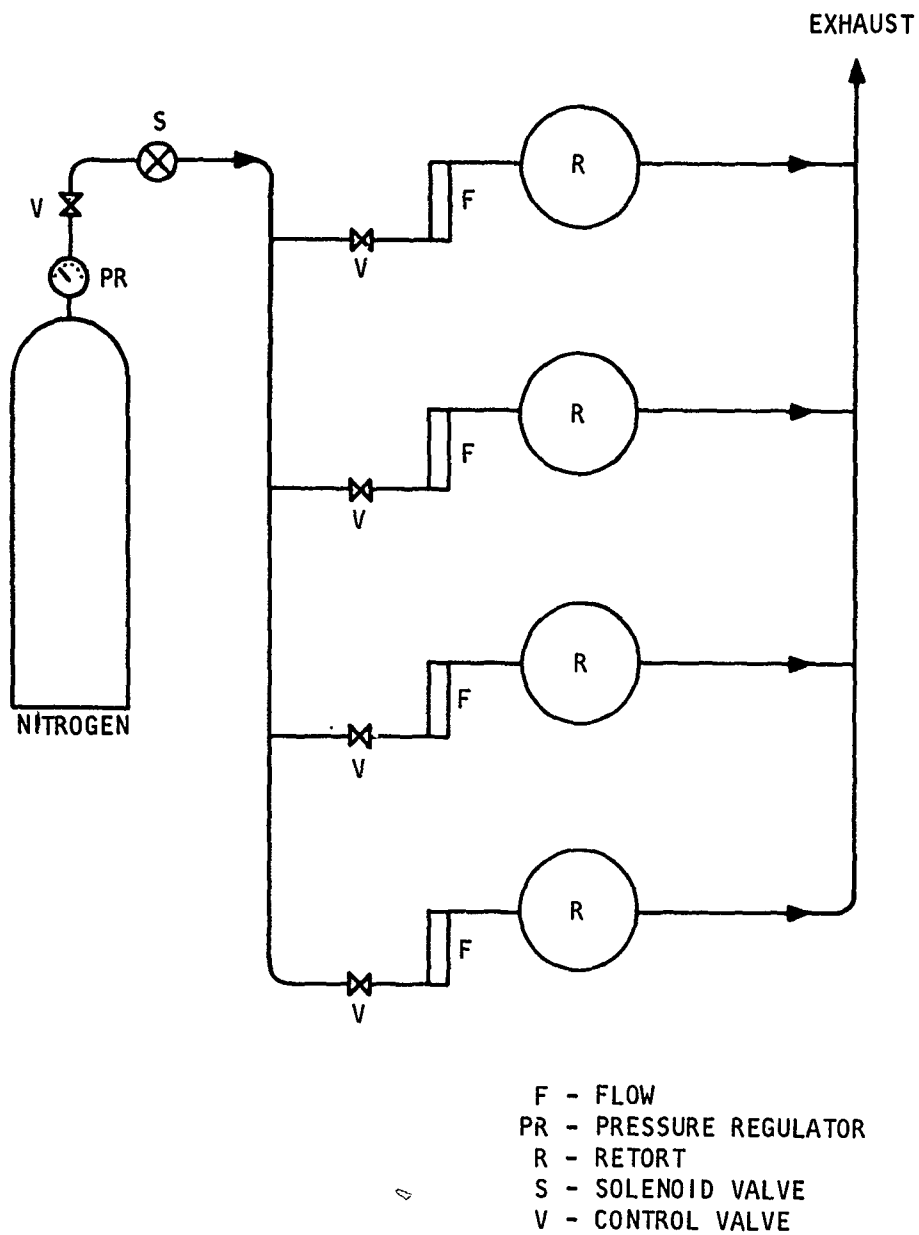 EXHAUST
S
V
PR
NITROGEN
R
F
V
R
F
V
R
F
V
R
F
V
F - FLOW
PR - PRESSURE REGULATOR
R - RETORT
S - SOLENOID VALVE
V - CONTROL VALVE